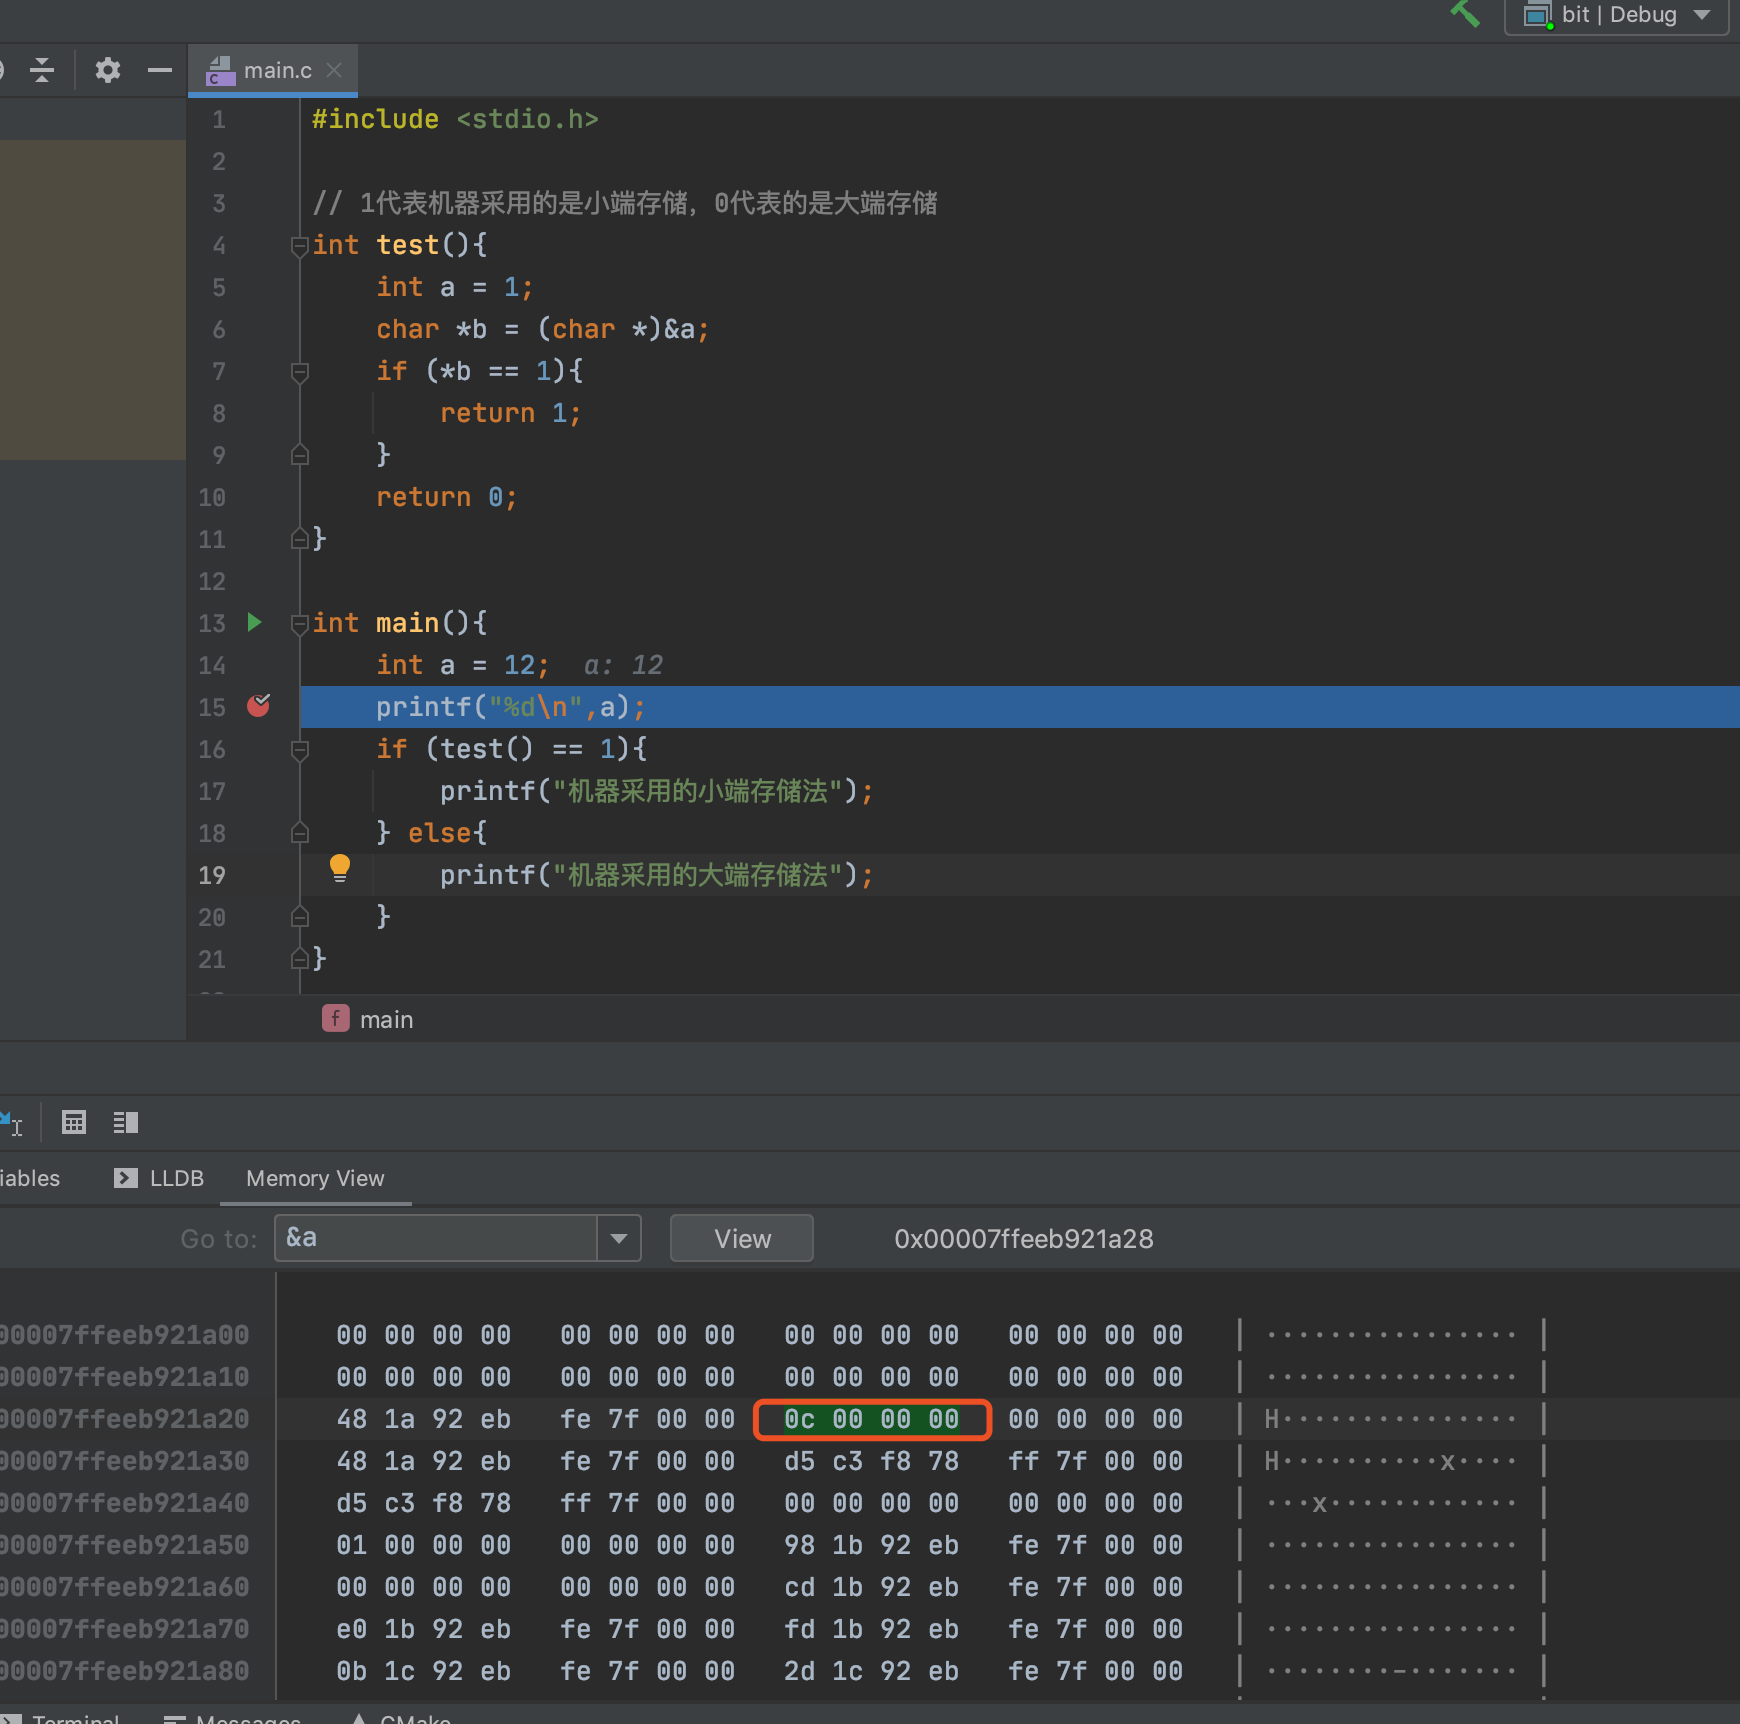 bit | Debug
main.c
1 #include <stdio.h>
2
3 // 1代表机器采用的是小端存储，0代表的是大端存储
4 int test(){
5 int a = 1;
6 char *b = (char *)&a;
7 if (*b == 1){
8 return 1;
9 }
10 return 0;
11 }
12
13 int main(){
14 int a = 12; a: 12
15 printf("%d\n",a);
16 if (test() == 1){
17 printf("机器采用的小端存储法");
18 } else{
19 printf("机器采用的大端存储法");
20 }
21 }
f main
iables LLDB Memory View
Go to: &a View 0x00007ffeeb921a28
00007ffeeb921a00 00 00 00 00 00 00 00 00 00 00 00 00 00 00 00 00 | ················ |
00007ffeeb921a10 00 00 00 00 00 00 00 00 00 00 00 00 00 00 00 00 | ················ |
00007ffeeb921a20 48 1a 92 eb fe 7f 00 00 0c 00 00 00 00 00 00 00 | H··············· |
00007ffeeb921a30 48 1a 92 eb fe 7f 00 00 d5 c3 f8 78 ff 7f 00 00 | H··········x···· |
00007ffeeb921a40 d5 c3 f8 78 ff 7f 00 00 00 00 00 00 00 00 00 00 | ···x············ |
00007ffeeb921a50 01 00 00 00 00 00 00 00 98 1b 92 eb fe 7f 00 00 | ················ |
00007ffeeb921a60 00 00 00 00 00 00 00 00 cd 1b 92 eb fe 7f 00 00 | ················ |
00007ffeeb921a70 e0 1b 92 eb fe 7f 00 00 fd 1b 92 eb fe 7f 00 00 | ················ |
00007ffeeb921a80 0b 1c 92 eb fe 7f 00 00 2d 1c 92 eb fe 7f 00 00 | ········-······· |
Terminal Messages CMake